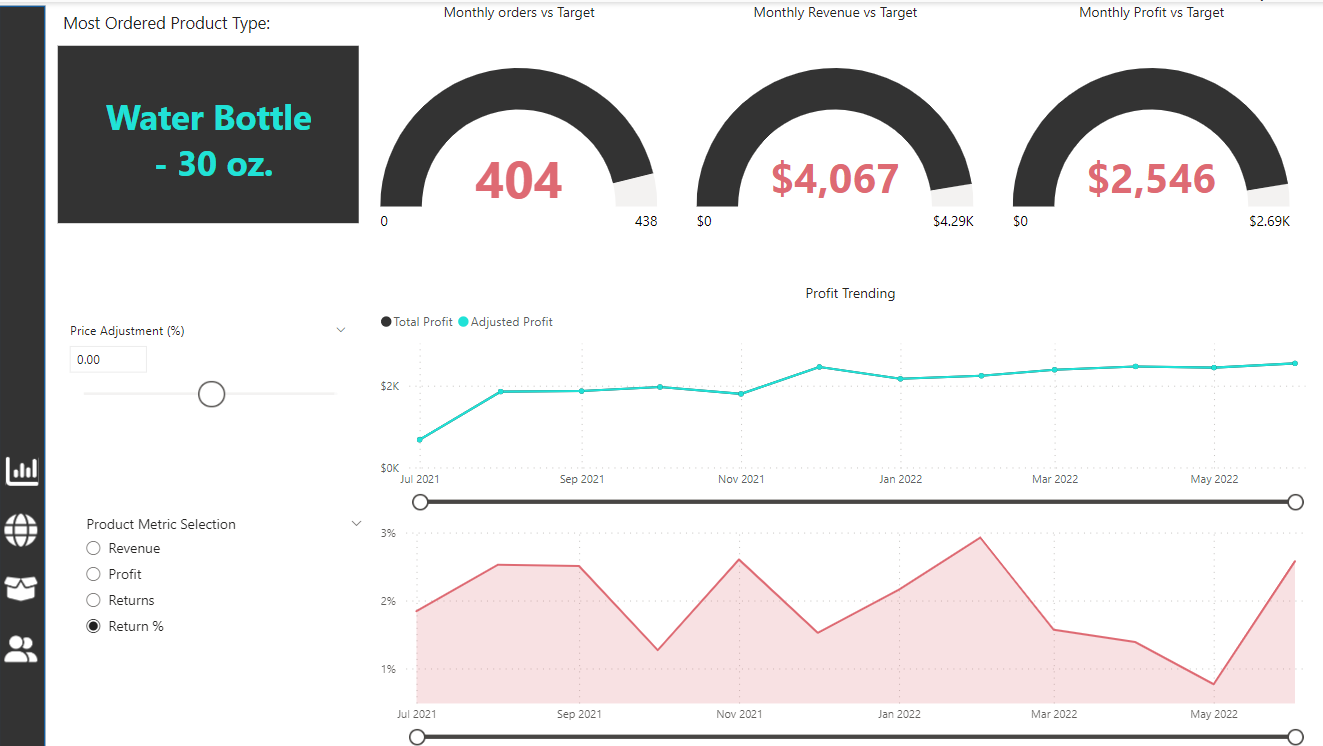 Most Ordered Product Type:
Water Bottle
- 30 oz.
Monthly orders vs Target
404
0
438
Monthly Revenue vs Target
$4,067
$0
$4.29K
Monthly Profit vs Target
$2,546
$0
$2.69K
Price Adjustment (%)
0.00
Profit Trending
Total Profit Adjusted Profit
$2K
$0K
Jul 2021 Sep 2021 Nov 2021 Jan 2022 Mar 2022 May 2022
Product Metric Selection
Revenue
Profit
Returns
Return %
3%
2%
1%
Jul 2021 Sep 2021 Nov 2021 Jan 2022 Mar 2022 May 2022